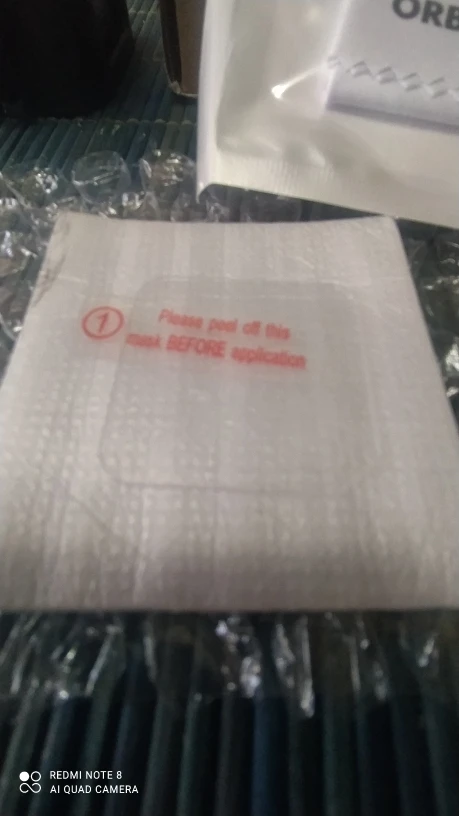 ORB
① Please peel off this
mask BEFORE application
REDMI NOTE 8
AI QUAD CAMERA